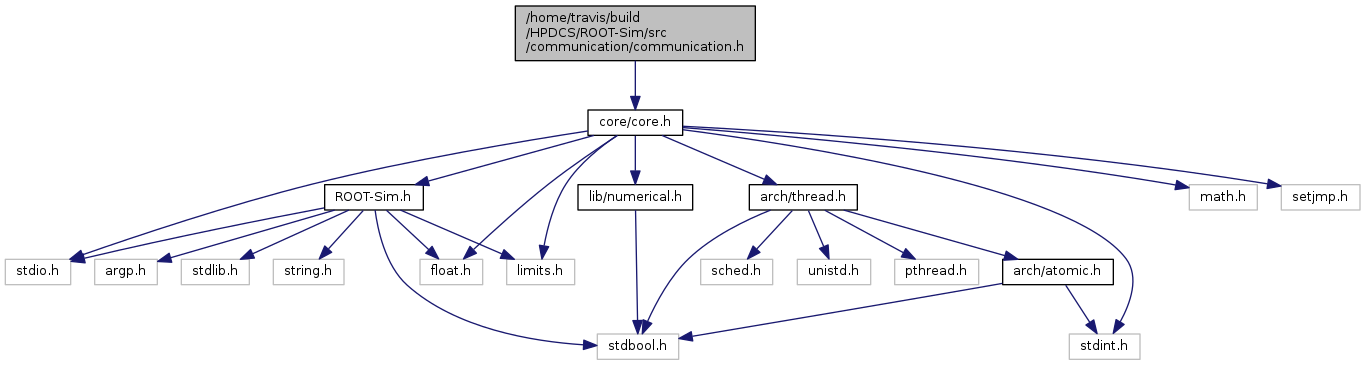 /home/travis/build
/HPDCS/ROOT-Sim/src
/communication/communication.h
core/core.h
ROOT-Sim.h
lib/numerical.h
arch/thread.h
math.h
setjmp.h
stdio.h
argp.h
stdlib.h
string.h
float.h
limits.h
sched.h
unistd.h
pthread.h
arch/atomic.h
stdbool.h
stdint.h